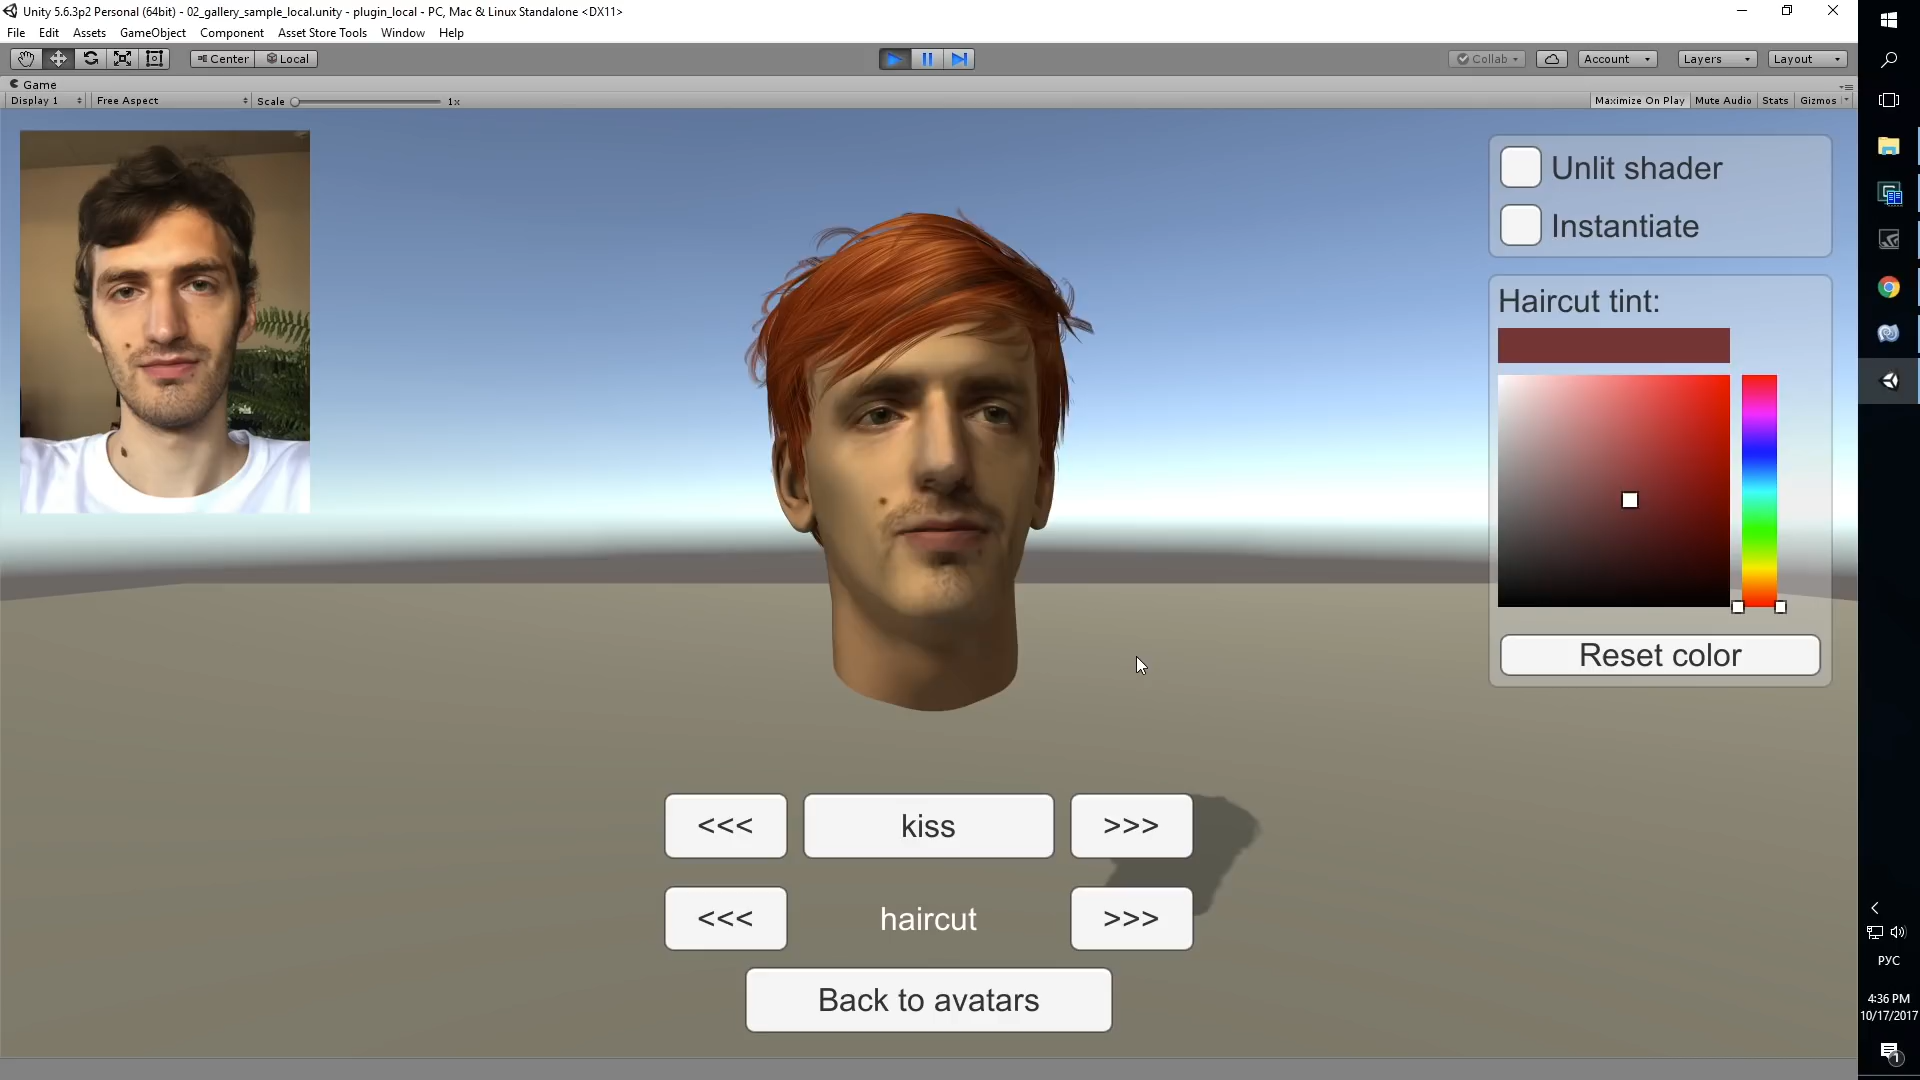 Unity 5.6.3p2 Personal (64bit) - 02_gallery_sample_local.unity - plugin_local - PC, Mac & Linux Standalone <DX11>
File Edit Assets GameObject Component Asset Store Tools Window Help
Center Local Collab Account Layers Layout
Game
Display 1 Free Aspect Scale 1x Maximize On Play Mute Audio Stats Gizmos
Unlit shader
Instantiate
Haircut tint:
Reset color
<<< kiss >>>
<<< haircut >>>
Back to avatars
РУС
4:36 PM
10/17/2017
1